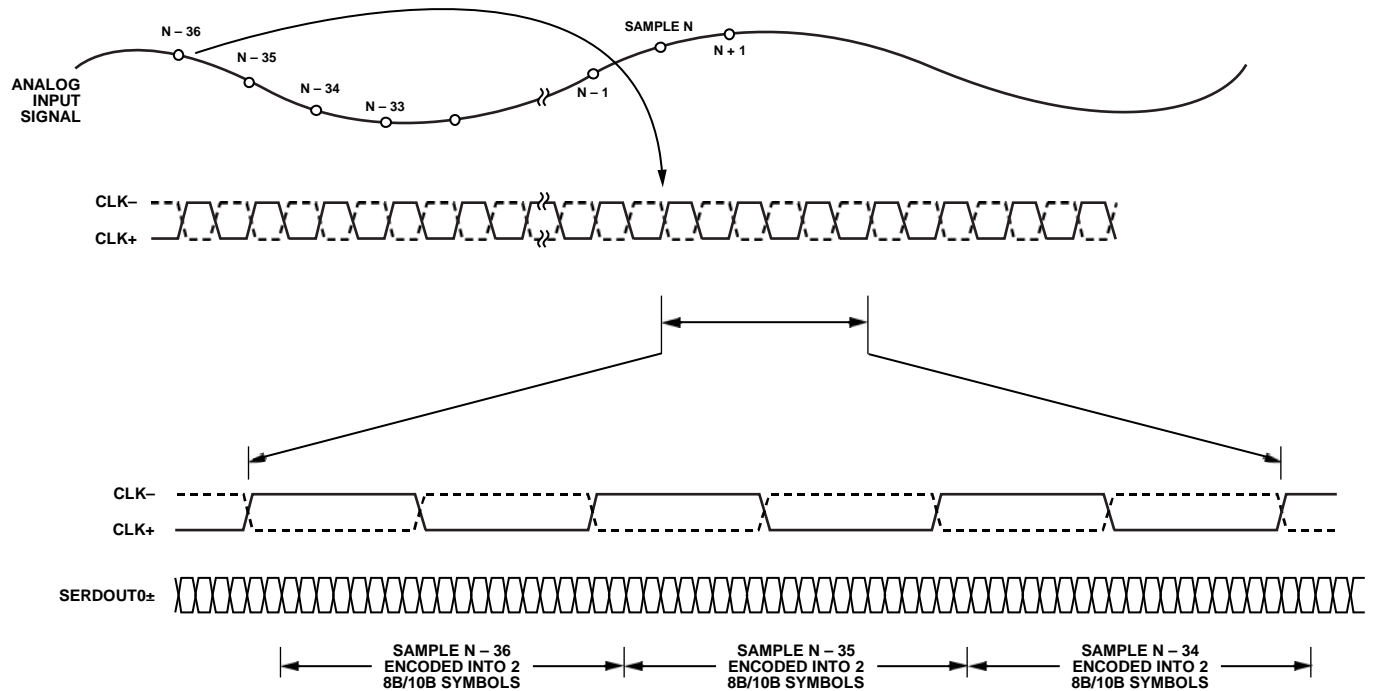 N – 36
N – 35
N – 34
N – 33
N – 1
SAMPLE N
N + 1
ANALOG
INPUT
SIGNAL
CLK–
CLK+
CLK–
CLK+
SERDOUT0±
SAMPLE N – 36
ENCODED INTO 2
8B/10B SYMBOLS
SAMPLE N – 35
ENCODED INTO 2
8B/10B SYMBOLS
SAMPLE N – 34
ENCODED INTO 2
8B/10B SYMBOLS